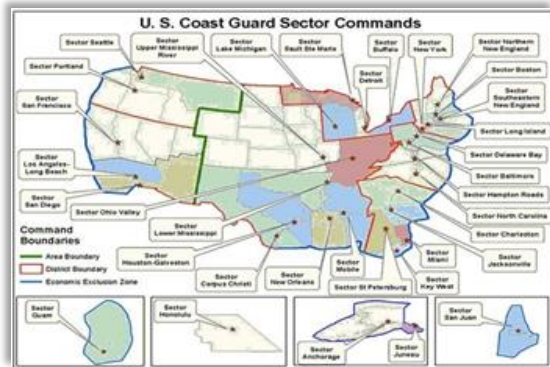 U. S. Coast Guard Sector Commands
Sector Seattle
Sector
Upper Mississippi
River
Sector
Lake Michigan
Sector
Sault Ste Marie
Sector
Buffalo
Sector
New York
Sector Northern
New England
Sector Portland
Sector
Detroit
Sector Boston
Sector
San Francisco
Sector
Southeastern
New England
Sector Long Island
Sector
Los Angeles-
Long Beach
Sector Delaware Bay
Sector Baltimore
Sector
San Diego
Sector Hampton Roads
Sector Ohio Valley
Sector North Carolina
Sector
Lower Mississippi
Sector Charleston
Command
Boundaries
Area Boundary
District Boundary
Economic Exclusion Zone
Sector
Houston-Galveston
Sector
Corpus Christi
Sector
New Orleans
Sector
Mobile
Sector St Petersburg
Sector
Key West
Sector
Miami
Sector
Jacksonville
Sector
Guam
Sector
Honolulu
Sector
Anchorage
Sector
Juneau
Sector
San Juan